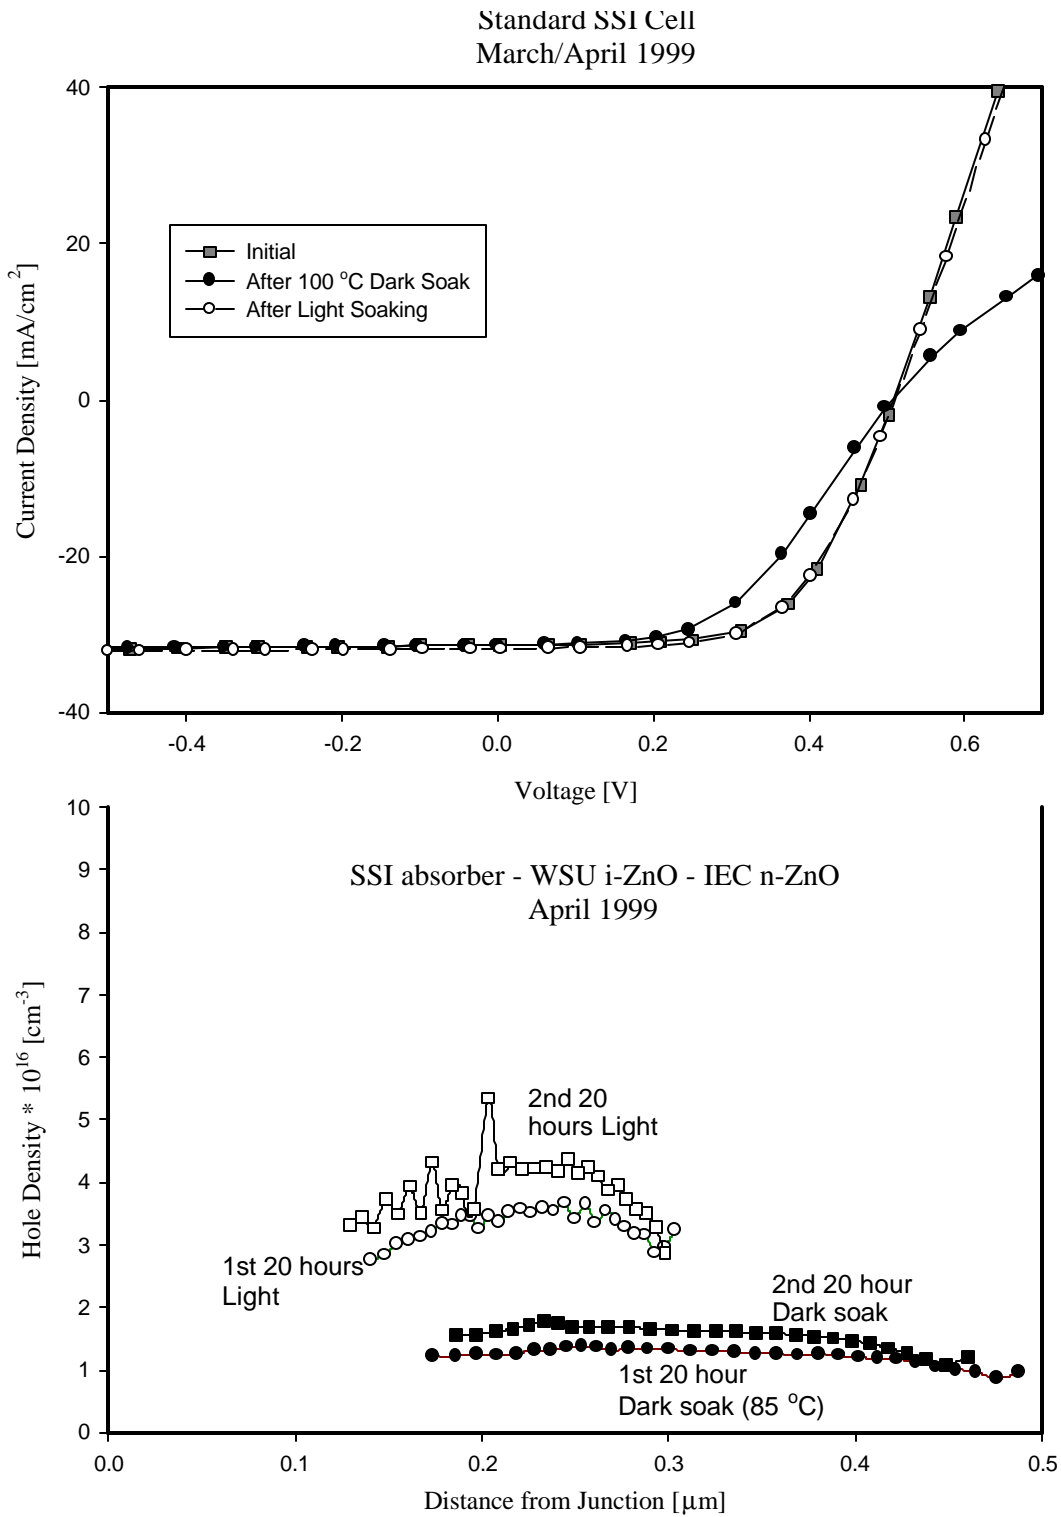 Standard SSI Cell
March/April 1999
40
20
0
-20
-40
Current Density [mA/cm²]
Initial
After 100 °C Dark Soak
After Light Soaking
-0.4
-0.2
0.0
0.2
0.4
0.6
Voltage [V]
10
9
8
7
6
5
4
3
2
1
0
Hole Density * 10¹⁶ [cm⁻³]
SSI absorber - WSU i-ZnO - IEC n-ZnO
April 1999
2nd 20
hours Light
1st 20 hours
Light
2nd 20 hour
Dark soak
1st 20 hour
Dark soak (85 °C)
0.0
0.1
0.2
0.3
0.4
0.5
Distance from Junction [μm]